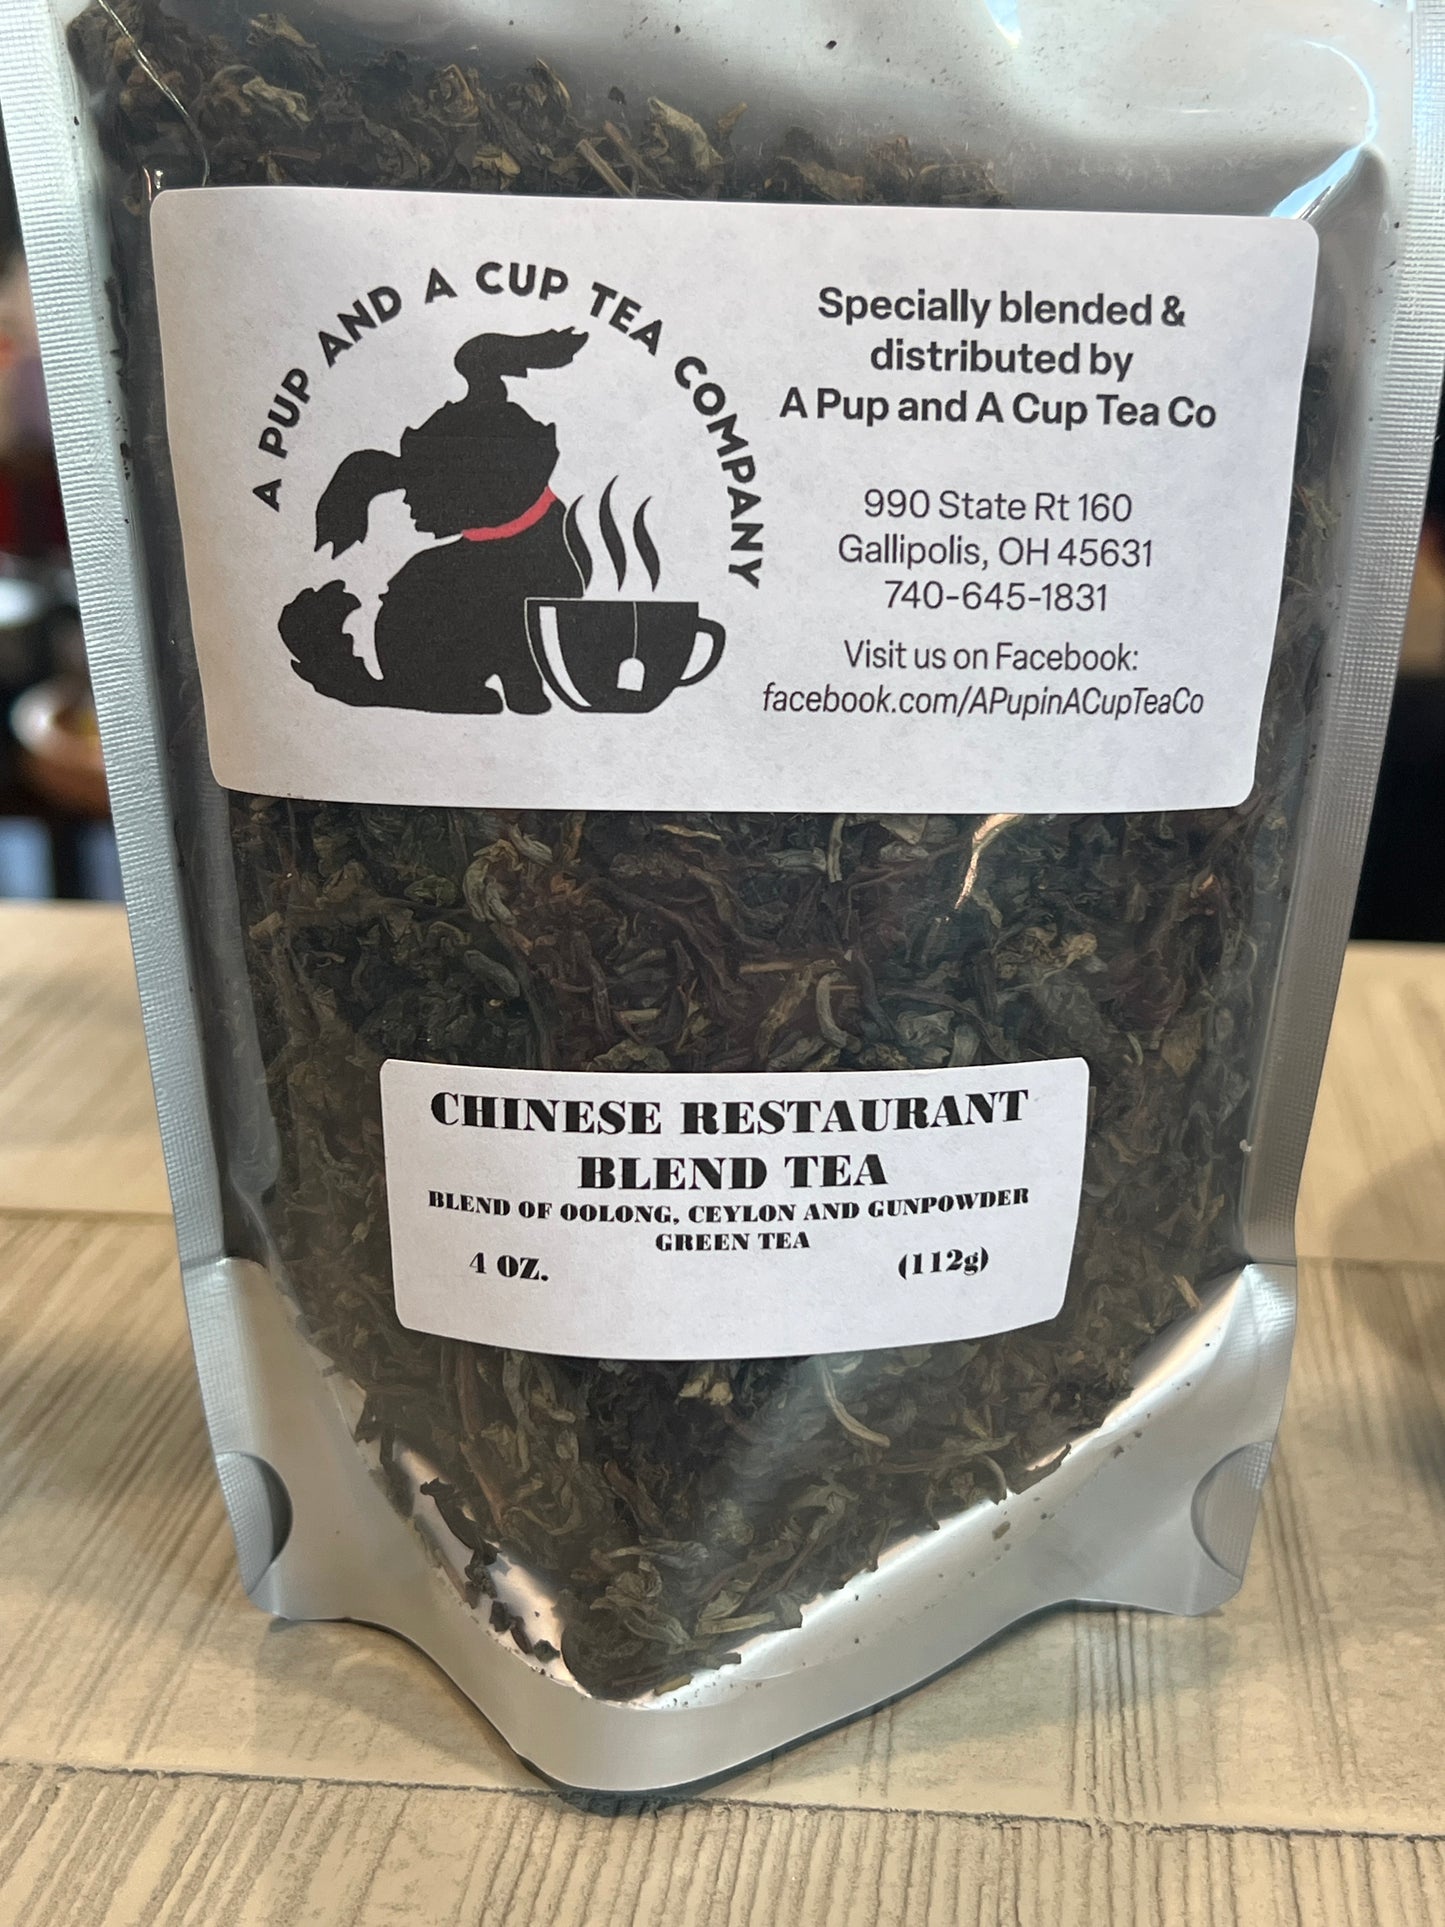 A PUP AND A CUP TEA COMPANY
Specially blended &
distributed by
A Pup and A Cup Tea Co
990 State Rt 160
Gallipolis, OH 45631
740-645-1831
Visit us on Facebook:
facebook.com/APupinACupTeaCo
CHINESE RESTAURANT
BLEND TEA
BLEND OF OOLONG, CEYLON AND GUNPOWDER
GREEN TEA
4 OZ. (112g)